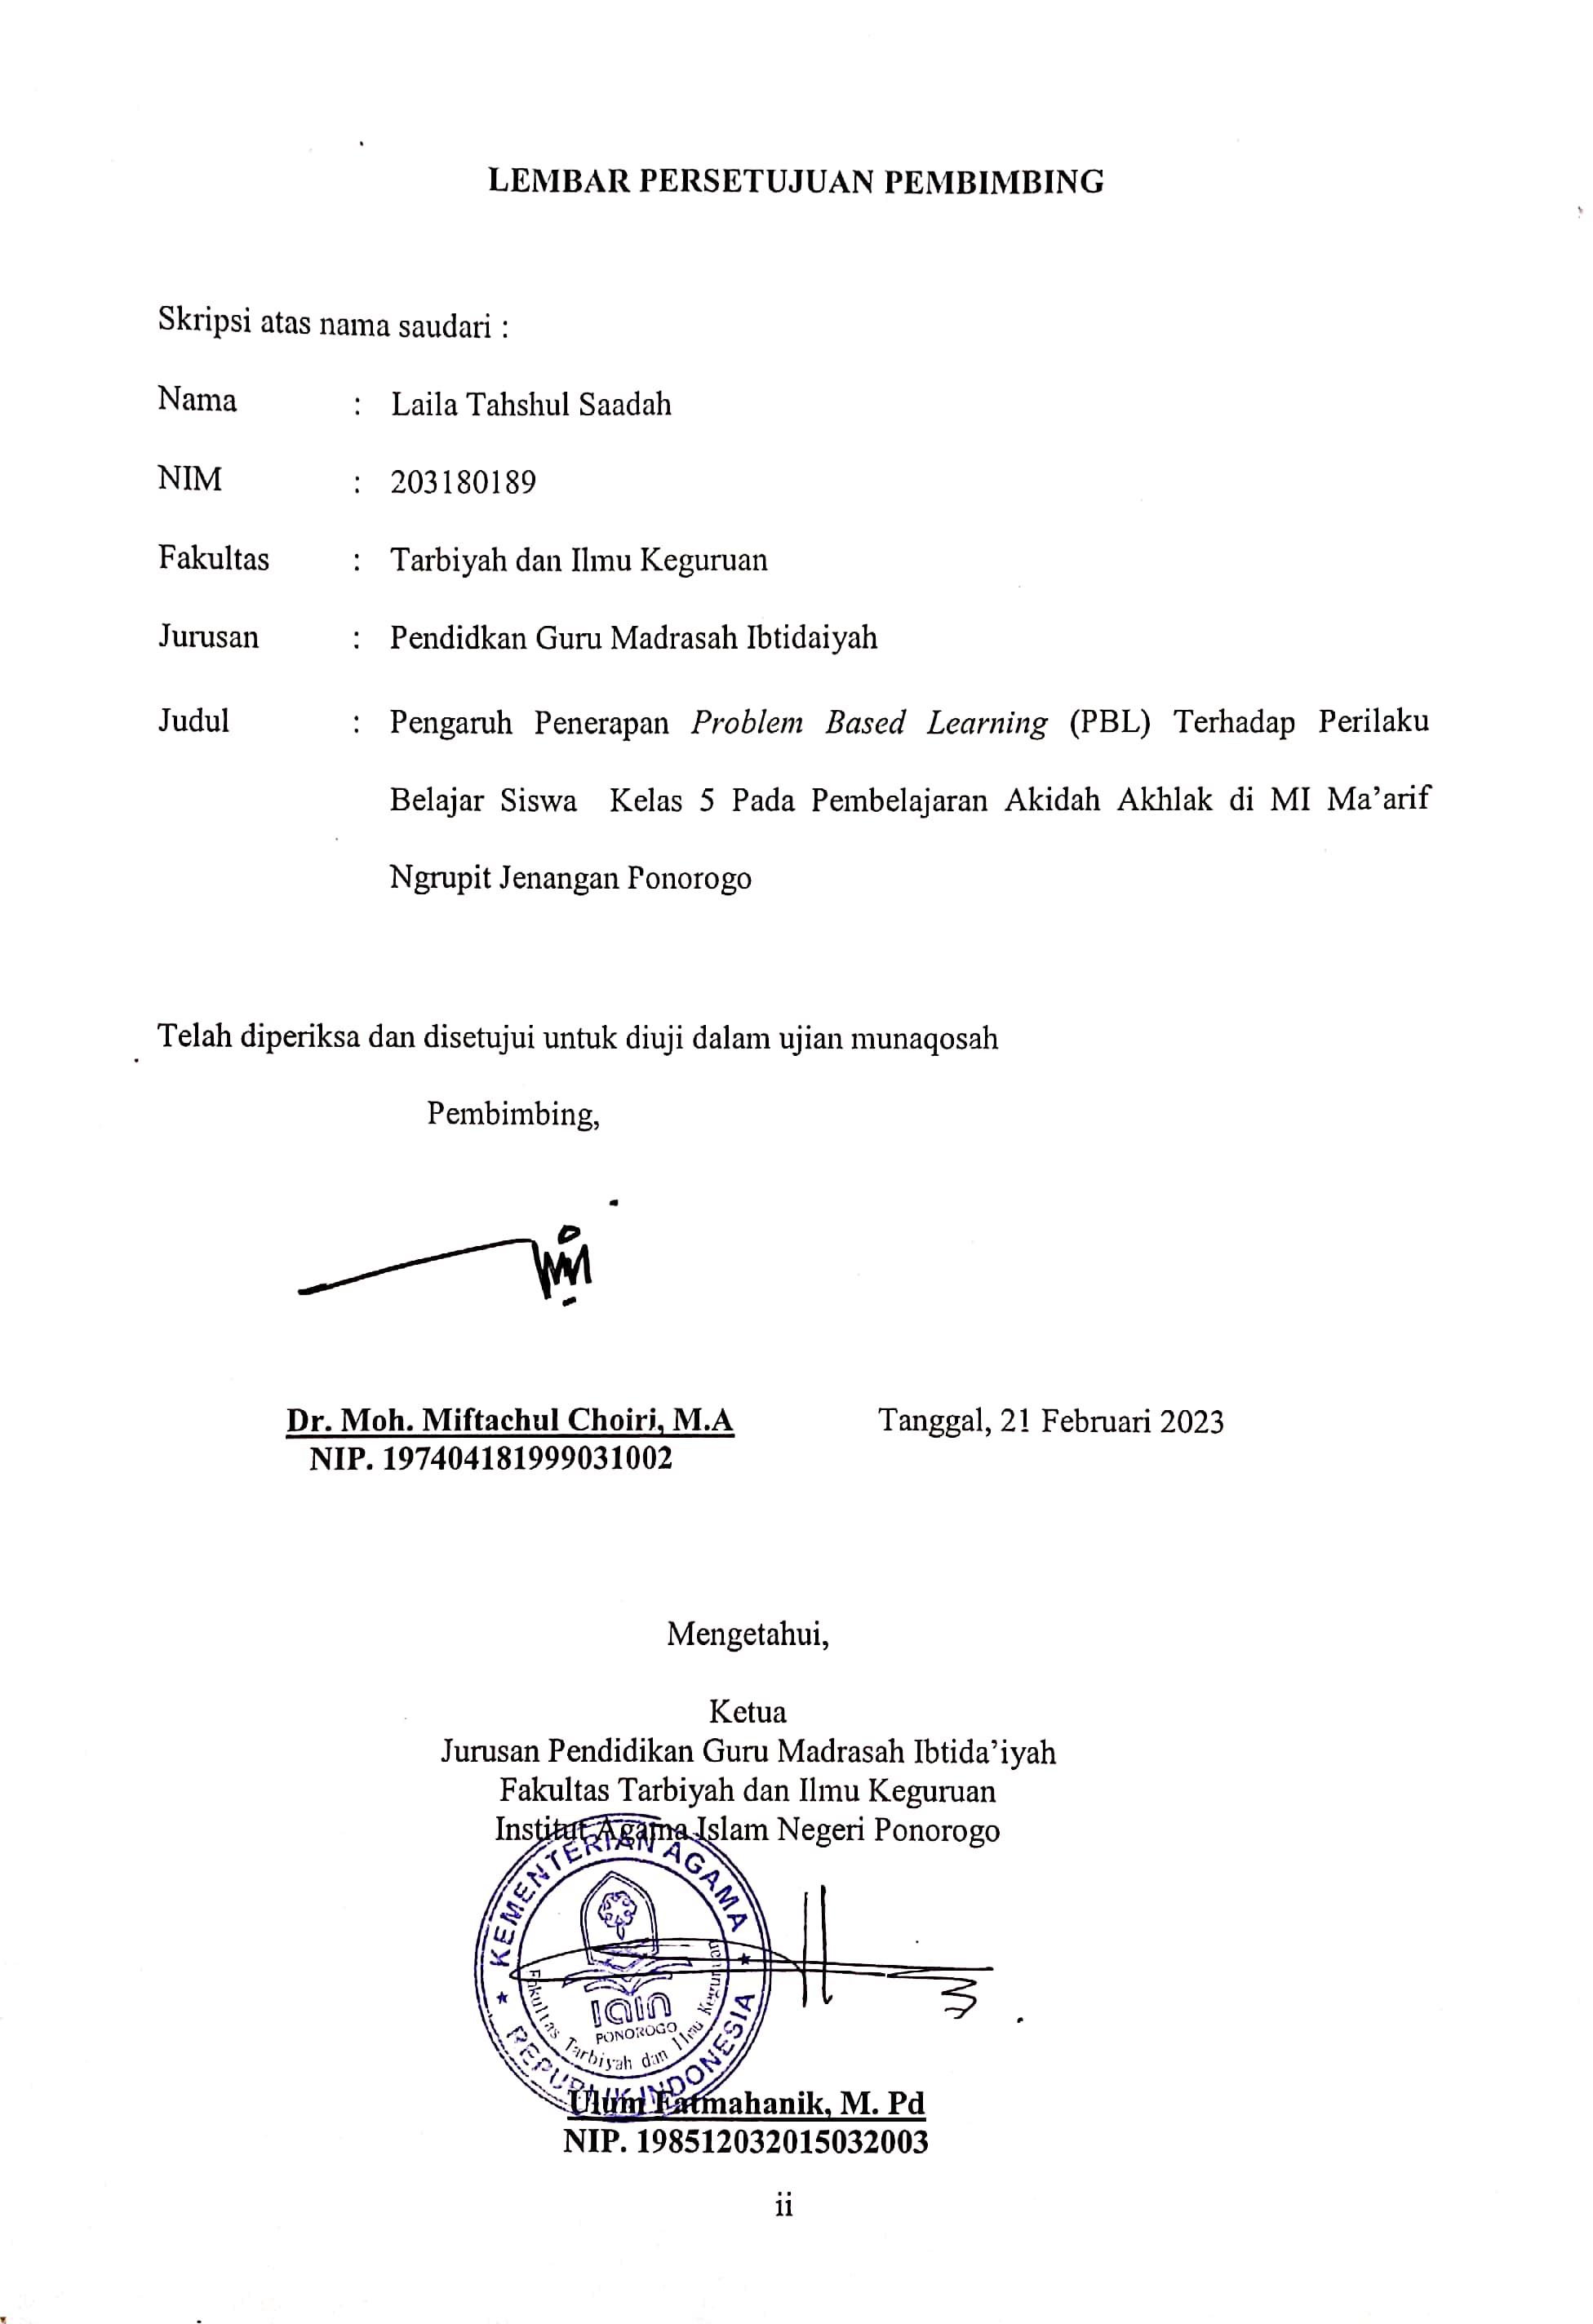 LEMBAR PERSETUJUAN PEMBIMBING
Skripsi atas nama saudari :
Nama : Laila Tahshul Saadah
NIM : 203180189
Fakultas : Tarbiyah dan Ilmu Keguruan
Jurusan : Pendidkan Guru Madrasah Ibtidaiyah
Judul : Pengaruh Penerapan Problem Based Learning (PBL) Terhadap Perilaku
Belajar Siswa Kelas 5 Pada Pembelajaran Akidah Akhlak di MI Ma’arif
Ngrupit Jenangan Ponorogo
Telah diperiksa dan disetujui untuk diuji dalam ujian munaqosah
Pembimbing,
Dr. Moh. Miftachul Choiri, M.A
NIP. 197404181999031002
Tanggal, 21 Februari 2023
Mengetahui,
Ketua
Jurusan Pendidikan Guru Madrasah Ibtida’iyah
Fakultas Tarbiyah dan Ilmu Keguruan
Institut Agama Islam Negeri Ponorogo
KEMENTERIAN AGAMA
REPUBLIK INDONESIA
Fakultas Tarbiyah dan Ilmu Keguruan
iain
PONOROGO
Ulum Fatmahanik, M. Pd
NIP. 198512032015032003
ii